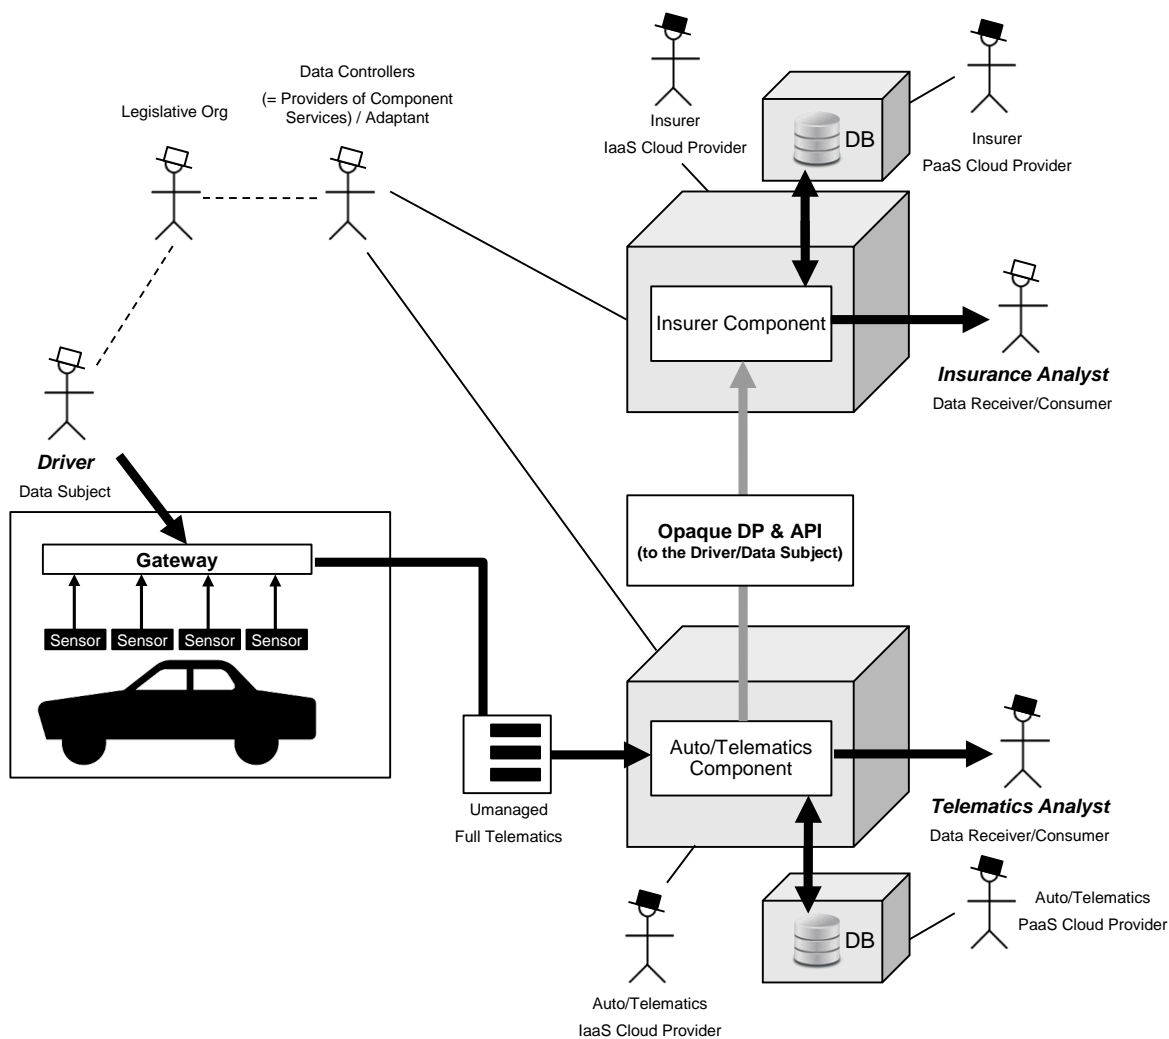 Data Controllers
(= Providers of Component
Services) / Adaptant
Legislative Org
Insurer
IaaS Cloud Provider
DB
Insurer
PaaS Cloud Provider
Insurer Component
Insurance Analyst
Data Receiver/Consumer
Driver
Data Subject
Opaque DP & API
(to the Driver/Data Subject)
Gateway
Sensor
Sensor
Sensor
Sensor
Auto/Telematics
Component
Umanaged
Full Telematics
Telematics Analyst
Data Receiver/Consumer
Auto/Telematics
PaaS Cloud Provider
DB
Auto/Telematics
IaaS Cloud Provider